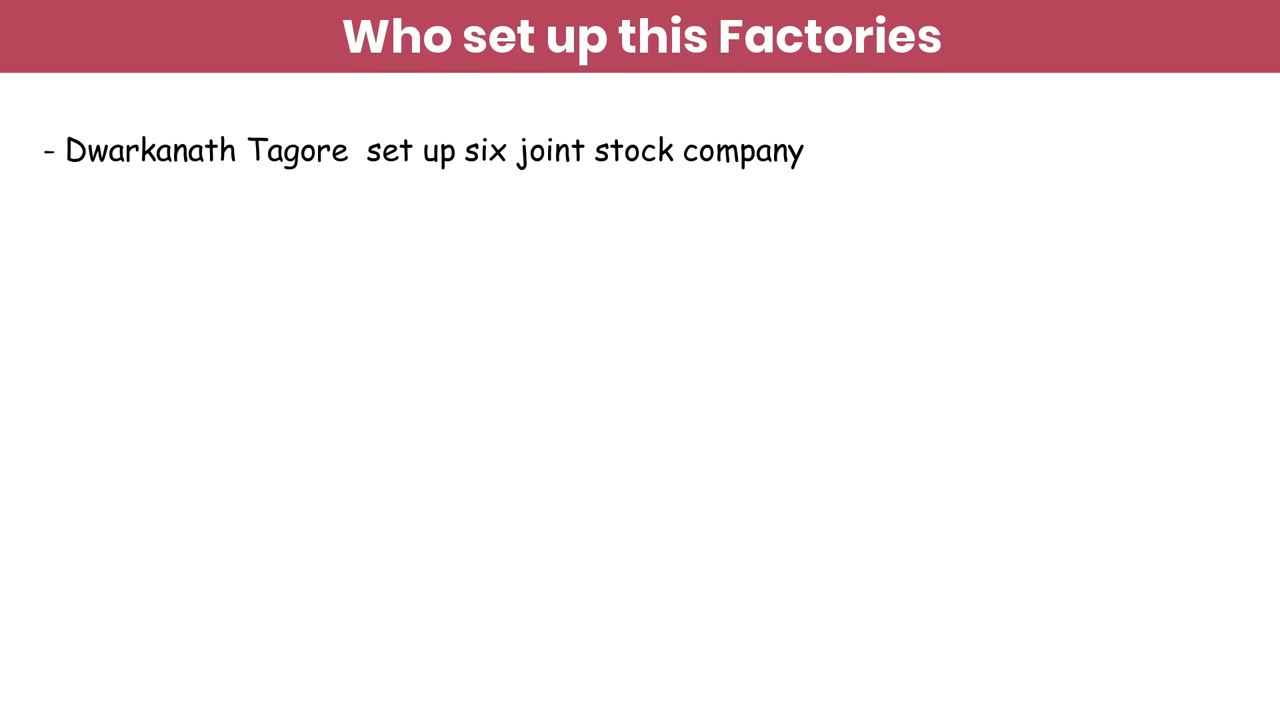 Who set up this Factories
- Dwarkanath Tagore set up six joint stock company